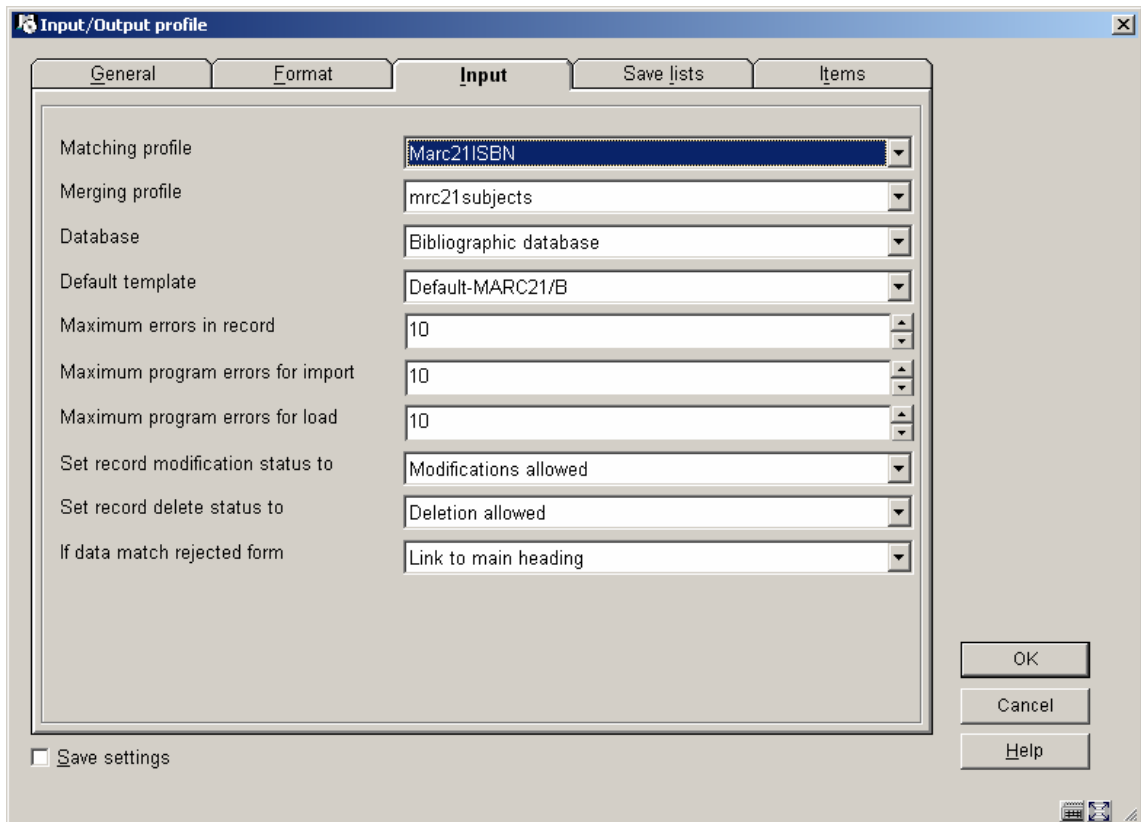 Input/Output profile
General Format Input Save lists Items
Matching profile Marc21ISBN
Merging profile mrc21subjects
Database Bibliographic database
Default template Default-MARC21/B
Maximum errors in record 10
Maximum program errors for import 10
Maximum program errors for load 10
Set record modification status to Modifications allowed
Set record delete status to Deletion allowed
If data match rejected form Link to main heading
OK
Cancel
Help
Save settings